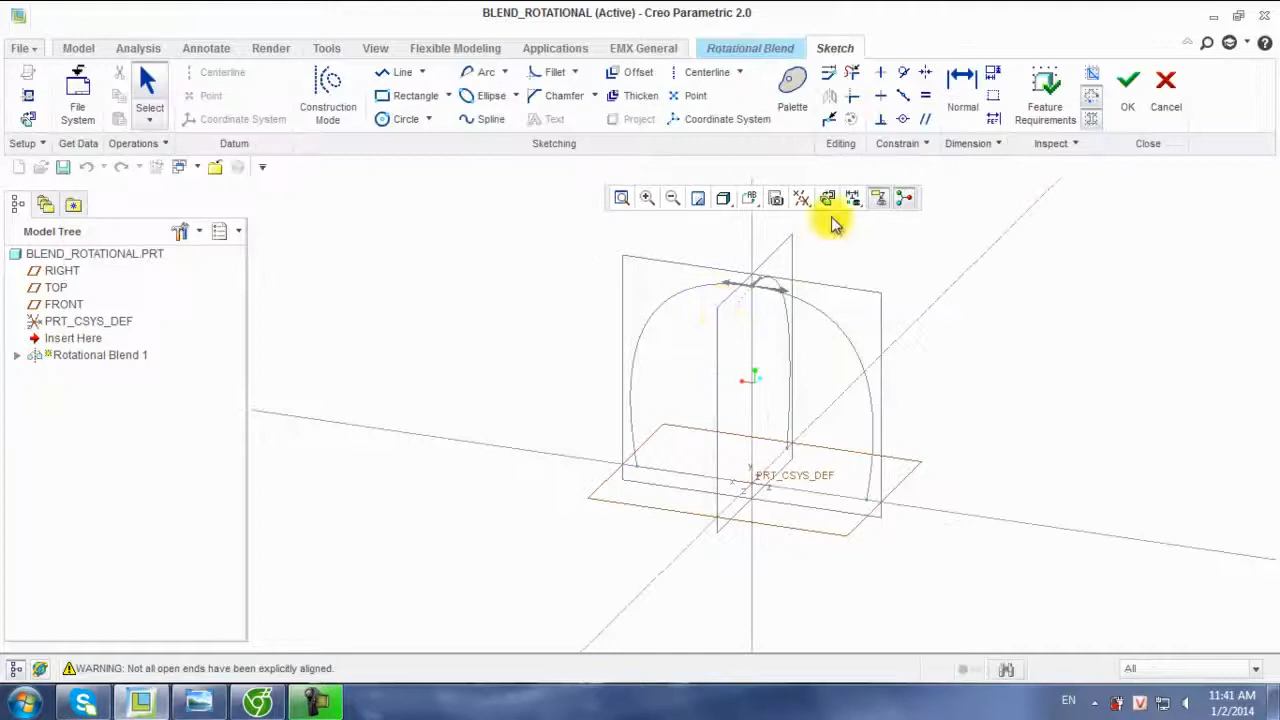 BLEND_ROTATIONAL (Active) - Creo Parametric 2.0
File Model Analysis Annotate Render Tools View Flexible Modeling Applications EMX General Rotational Blend Sketch
File System
Select
Centerline
Point
Coordinate System
Construction Mode
Line Arc Fillet Offset Centerline
Rectangle Ellipse Chamfer Thicken Point
Circle Spline Text Project Coordinate System
Palette
Normal
Feature Requirements
OK Cancel
Setup Get Data Operations Datum Sketching Editing Constrain Dimension Inspect Close
Model Tree
BLEND_ROTATIONAL.PRT
RIGHT
TOP
FRONT
PRT_CSYS_DEF
Insert Here
Rotational Blend 1
PRT_CSYS_DEF
WARNING: Not all open ends have been explicitly aligned.
All
EN
11:41 AM
1/2/2014